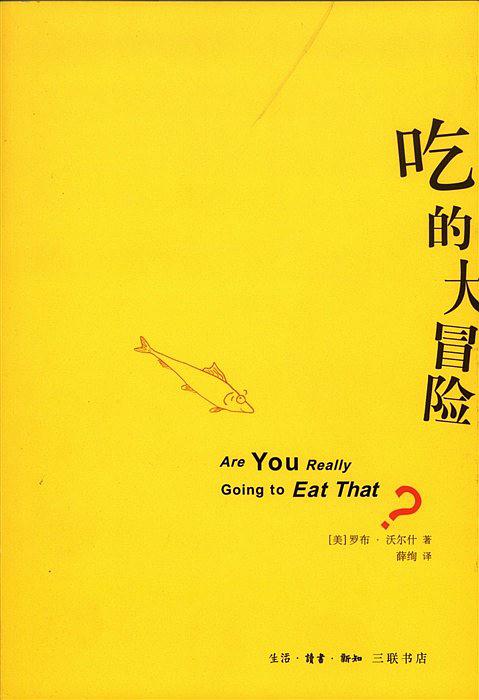 吃的大冒险
Are You Really
Going to Eat That ?
[美] 罗布 · 沃尔什 著
薛绚 译
生活 · 讀書 · 新知 三联书店